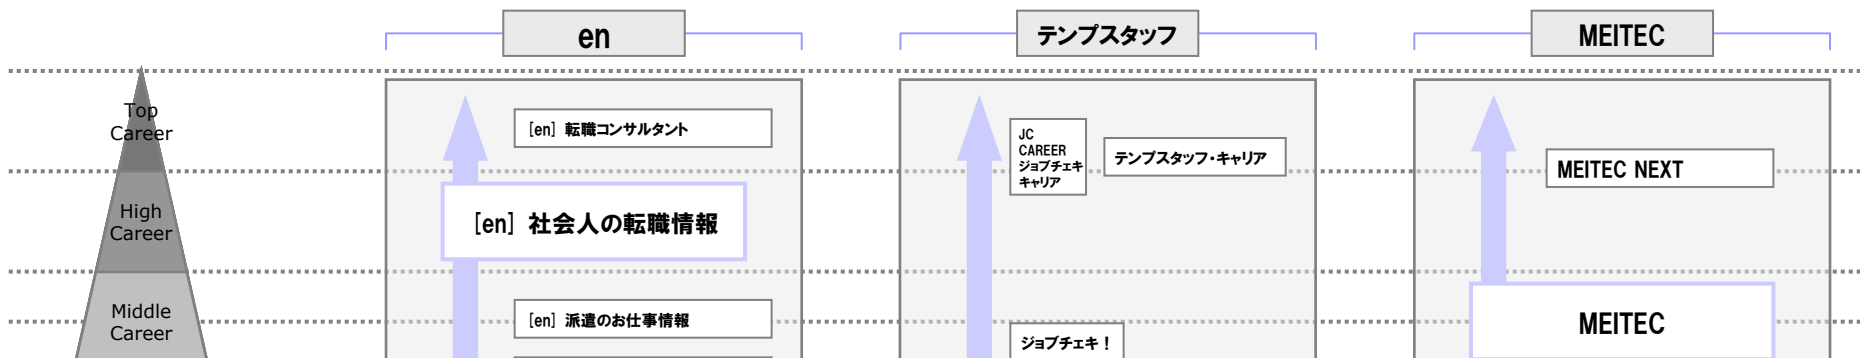 en
テンプスタッフ
MEITEC
Top
Career
[en] 転職コンサルタント
JC
CAREER
ジョブチェキ
キャリア
テンプスタッフ・キャリア
MEITEC NEXT
High
Career
[en] 社会人の転職情報
Middle
Career
[en] 派遣のお仕事情報
ジョブチェキ！
MEITEC